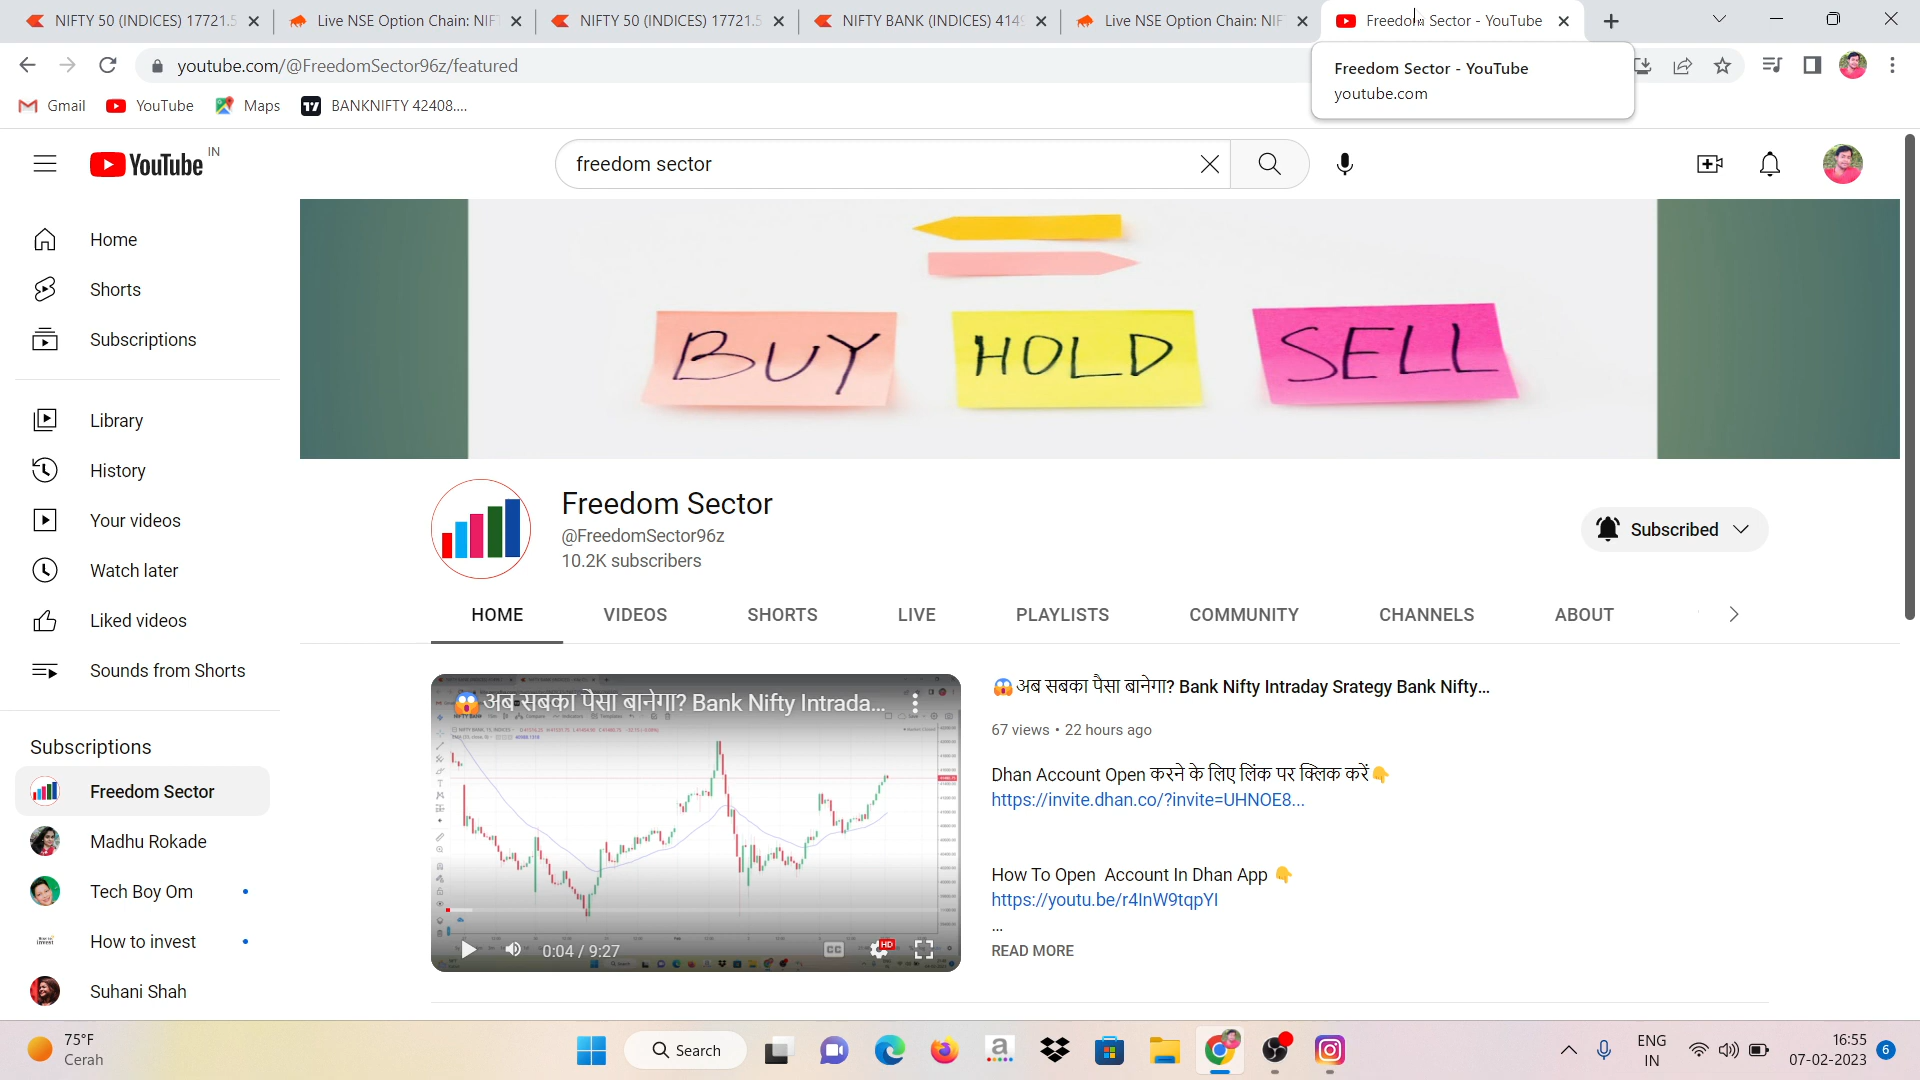 NIFTY 50 (INDICES) 17721.5
Live NSE Option Chain: NIFT
NIFTY 50 (INDICES) 17721.5
NIFTY BANK (INDICES) 4149
Live NSE Option Chain: NIF
Freedom Sector - YouTube
youtube.com/@FreedomSector96z/featured
Freedom Sector - YouTube
youtube.com
Gmail
YouTube
Maps
BANKNIFTY 42408....
YouTube IN
freedom sector
Home
Shorts
Subscriptions
Library
History
Your videos
Watch later
Liked videos
Sounds from Shorts
Subscriptions
Freedom Sector
Madhu Rokade
Tech Boy Om
How to invest
Suhani Shah
BUY HOLD SELL
Freedom Sector
@FreedomSector96z
10.2K subscribers
Subscribed
HOME VIDEOS SHORTS LIVE PLAYLISTS COMMUNITY CHANNELS ABOUT
😱अब सबका पैसा बानेगा? Bank Nifty Intrada...
0:04 / 9:27
CC
HD
😱अब सबका पैसा बानेगा? Bank Nifty Intraday Srategy Bank Nifty...
67 views • 22 hours ago
Dhan Account Open करने के लिए लिंक पर क्लिक करें👇
https://invite.dhan.co/?invite=UHNOE8...
How To Open Account In Dhan App 👇
https://youtu.be/r4InW9tqpYI
...
READ MORE
75°F
Cerah
Search
ENG
IN
16:55
07-02-2023
6